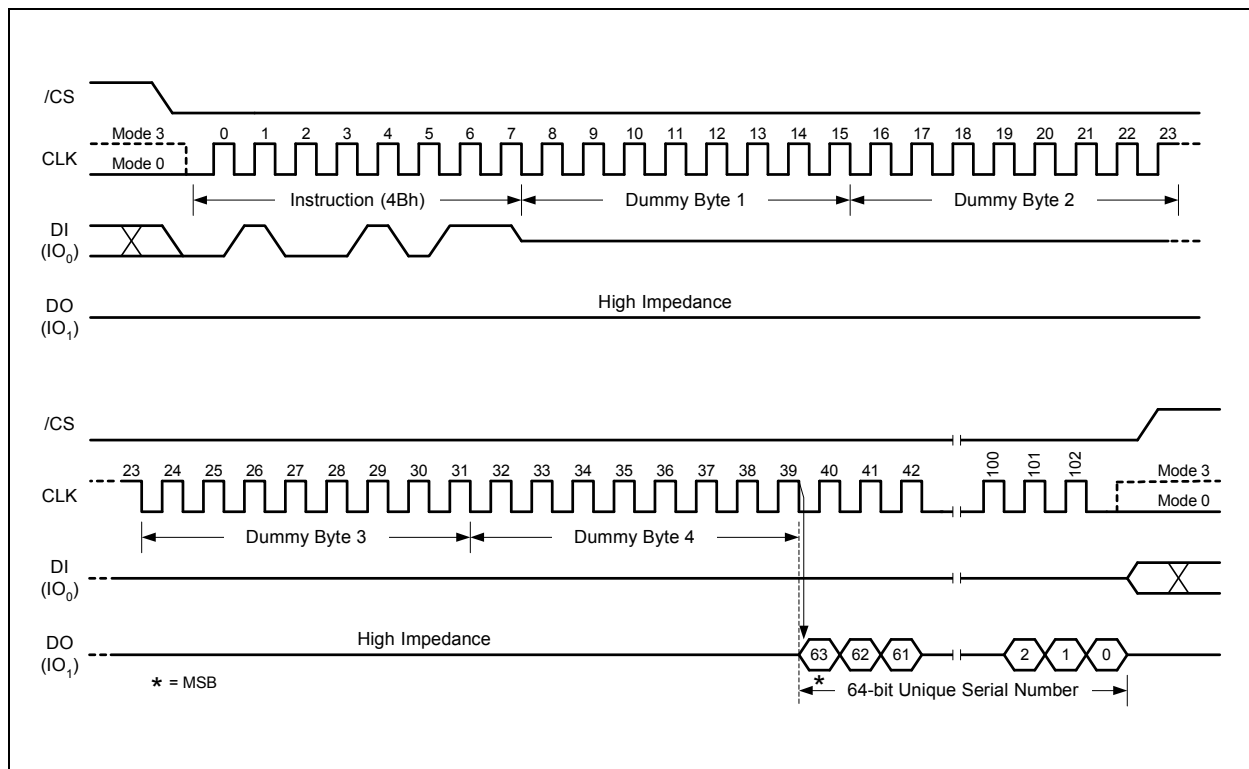 /CS
Mode 3 0 1 2 3 4 5 6 7 8 9 10 11 12 13 14 15 16 17 18 19 20 21 22 23
CLK
Mode 0
Instruction (4Bh) Dummy Byte 1 Dummy Byte 2
DI
(IO0)
DO
(IO1)
High Impedance
/CS
23 24 25 26 27 28 29 30 31 32 33 34 35 36 37 38 39 40 41 42 100 101 102 Mode 3
CLK
Mode 0
Dummy Byte 3 Dummy Byte 4
DI
(IO0)
DO
(IO1)
High Impedance
63 62 61 2 1 0
* = MSB
* 64-bit Unique Serial Number